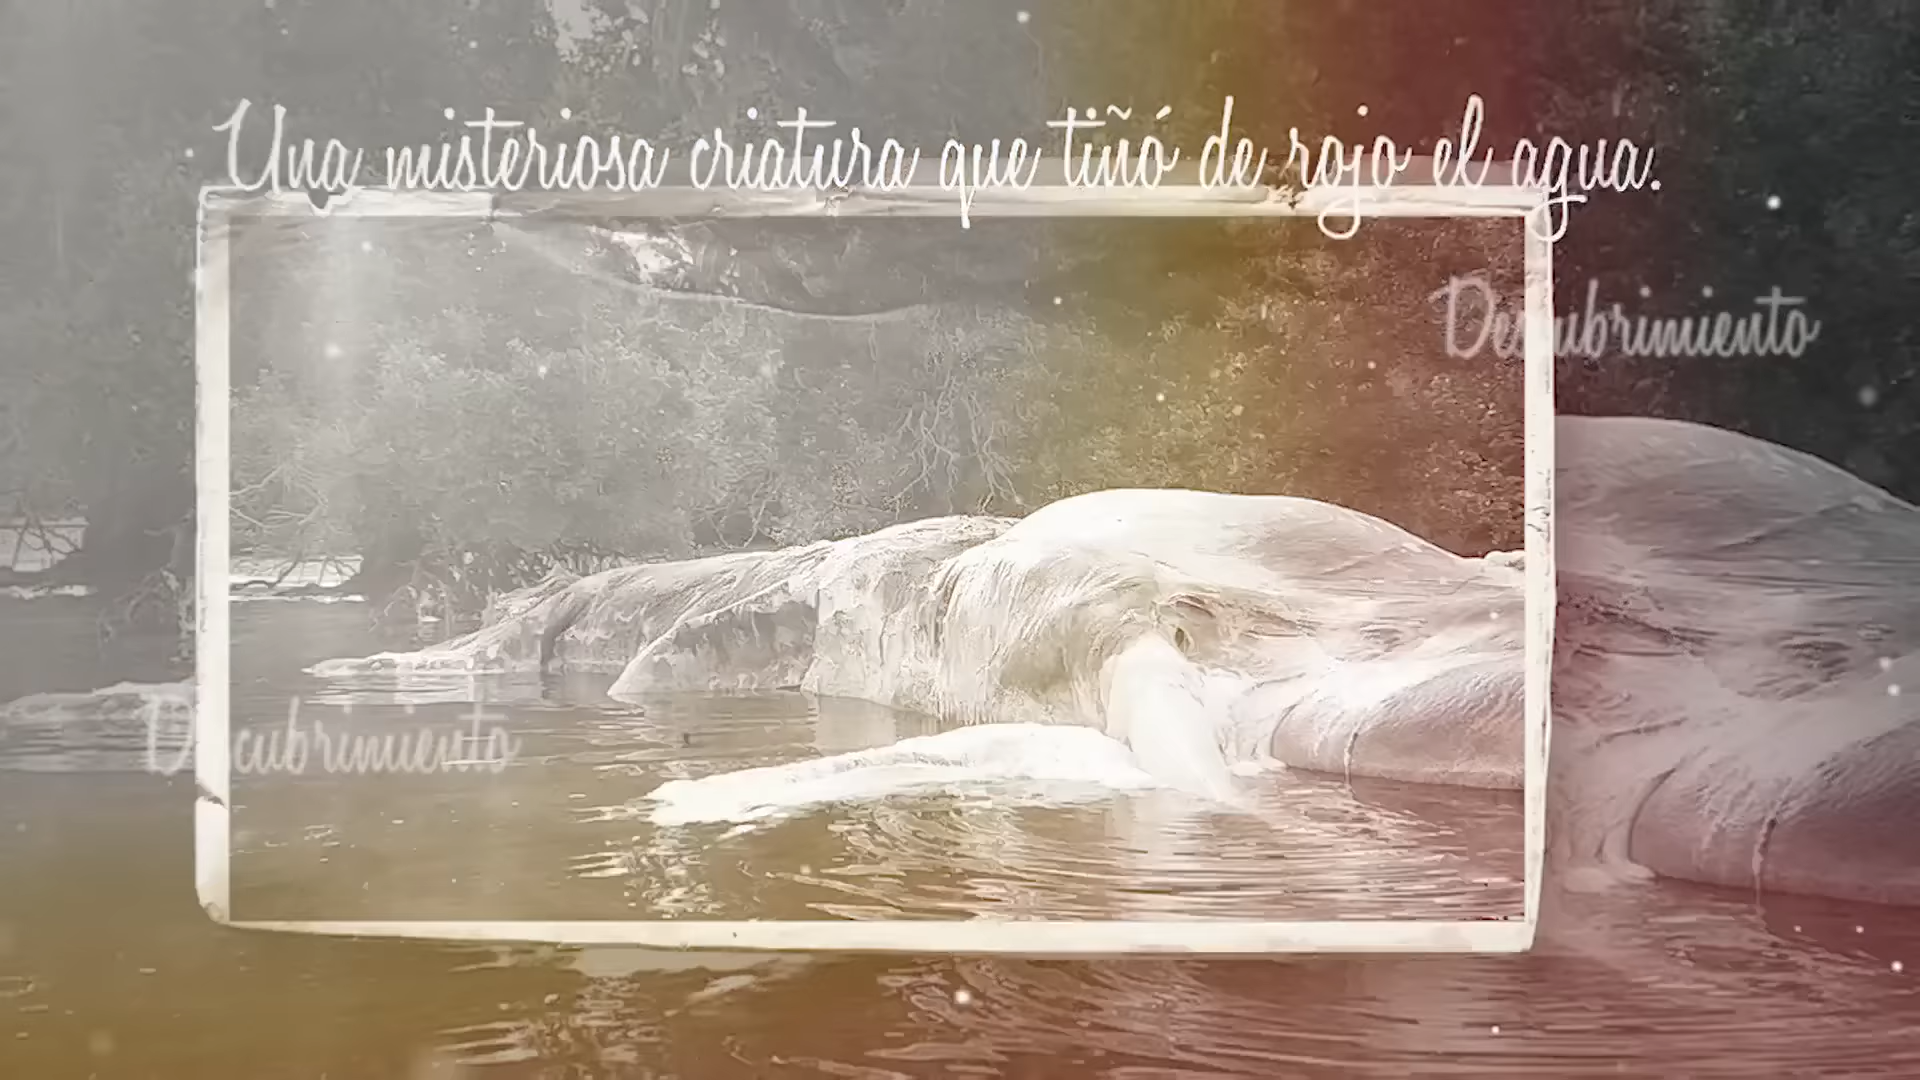 Una misteriosa criatura que tiñó de rojo el agua.
Descubrimiento
Descubrimiento